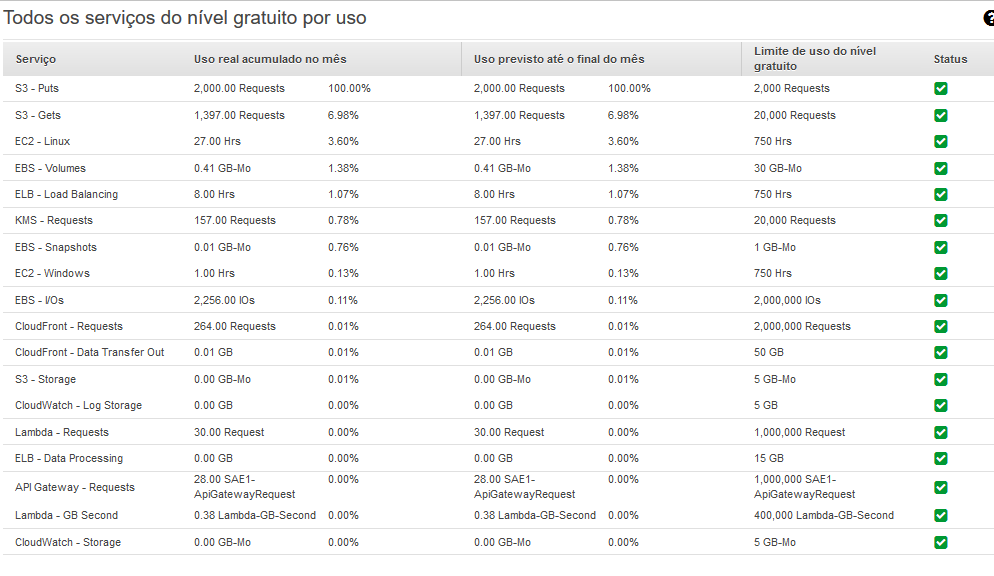 Todos os serviços do nível gratuito por uso
?
Serviço Uso real acumulado no mês Uso previsto até o final do mês Limite de uso do nível gratuito Status
S3 - Puts 2,000.00 Requests 100.00% 2,000.00 Requests 100.00% 2,000 Requests
S3 - Gets 1,397.00 Requests 6.98% 1,397.00 Requests 6.98% 20,000 Requests
EC2 - Linux 27.00 Hrs 3.60% 27.00 Hrs 3.60% 750 Hrs
EBS - Volumes 0.41 GB-Mo 1.38% 0.41 GB-Mo 1.38% 30 GB-Mo
ELB - Load Balancing 8.00 Hrs 1.07% 8.00 Hrs 1.07% 750 Hrs
KMS - Requests 157.00 Requests 0.78% 157.00 Requests 0.78% 20,000 Requests
EBS - Snapshots 0.01 GB-Mo 0.76% 0.01 GB-Mo 0.76% 1 GB-Mo
EC2 - Windows 1.00 Hrs 0.13% 1.00 Hrs 0.13% 750 Hrs
EBS - I/Os 2,256.00 IOs 0.11% 2,256.00 IOs 0.11% 2,000,000 IOs
CloudFront - Requests 264.00 Requests 0.01% 264.00 Requests 0.01% 2,000,000 Requests
CloudFront - Data Transfer Out 0.01 GB 0.01% 0.01 GB 0.01% 50 GB
S3 - Storage 0.00 GB-Mo 0.01% 0.00 GB-Mo 0.01% 5 GB-Mo
CloudWatch - Log Storage 0.00 GB 0.00% 0.00 GB 0.00% 5 GB
Lambda - Requests 30.00 Request 0.00% 30.00 Request 0.00% 1,000,000 Request
ELB - Data Processing 0.00 GB 0.00% 0.00 GB 0.00% 15 GB
API Gateway - Requests 28.00 SAE1-ApiGatewayRequest 0.00% 28.00 SAE1-ApiGatewayRequest 0.00% 1,000,000 SAE1-ApiGatewayRequest
Lambda - GB Second 0.38 Lambda-GB-Second 0.00% 0.38 Lambda-GB-Second 0.00% 400,000 Lambda-GB-Second
CloudWatch - Storage 0.00 GB-Mo 0.00% 0.00 GB-Mo 0.00% 5 GB-Mo